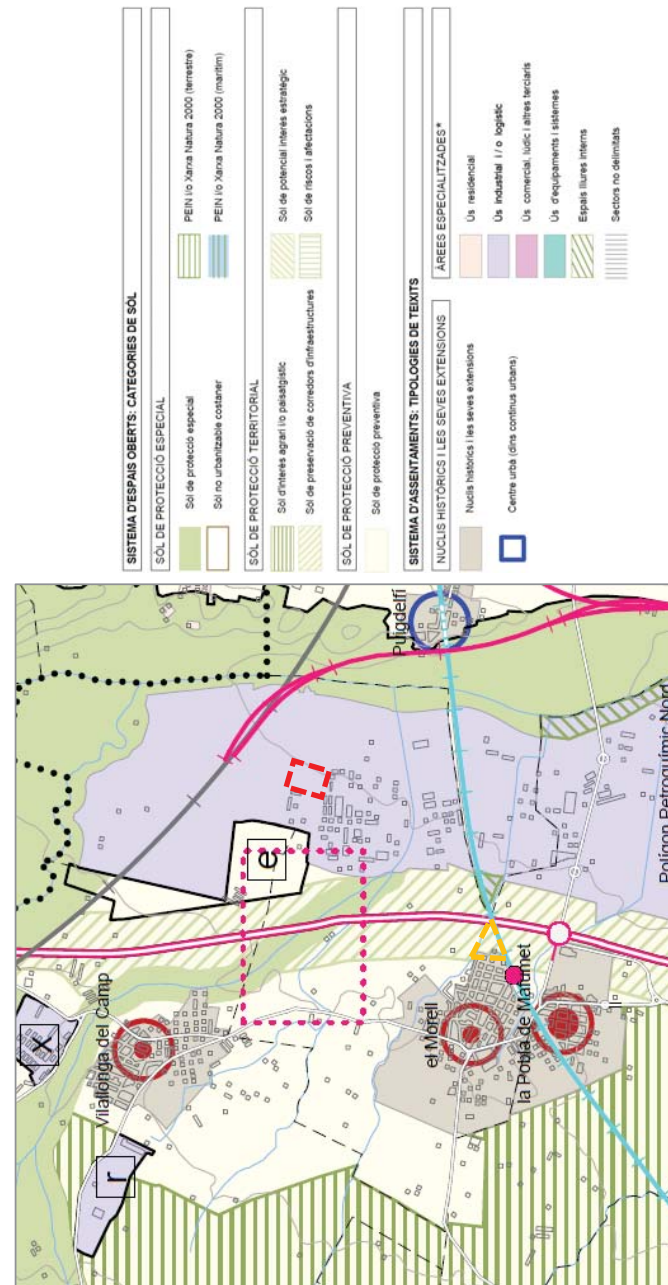 SISTEMA D'ESPAIS OBERTS: CATEGORIES DE SÒL
SÒL DE PROTECCIÓ ESPECIAL
Sòl de protecció especial
PEIN i/o Xarxa Natura 2000 (terrestre)
Sòl no urbanitzable costaner
PEIN i/o Xarxa Natura 2000 (marítim)
SÒL DE PROTECCIÓ TERRITORIAL
Sòl d'interès agrari i/o paisatgístic
Sòl de potencial interès estratègic
Sòl de preservació de corredors d'infraestructures
Sòl de riscos i afectacions
SÒL DE PROTECCIÓ PREVENTIVA
Sòl de protecció preventiva
SISTEMA D'ASSENTAMENTS: TIPOLOGIES DE TEIXITS
NUCLIS HISTÒRICS I LES SEVES EXTENSIONS
Nuclis històrics i les seves extensions
Centre urbà (dins continus urbans)
ÀREES ESPECIALITZADES*
Ús residencial
Ús industrial i / o logístic
Ús comercial, lúdic i altres terciaris
Ús d'equipaments i sistemes
Espais lliures interns
Sectors no delimitats
x
r
e
Vilallonga del Camp
el Morell
la Pobla de Mafumet
Puigdelfí
Polígon Petroquímic Nord